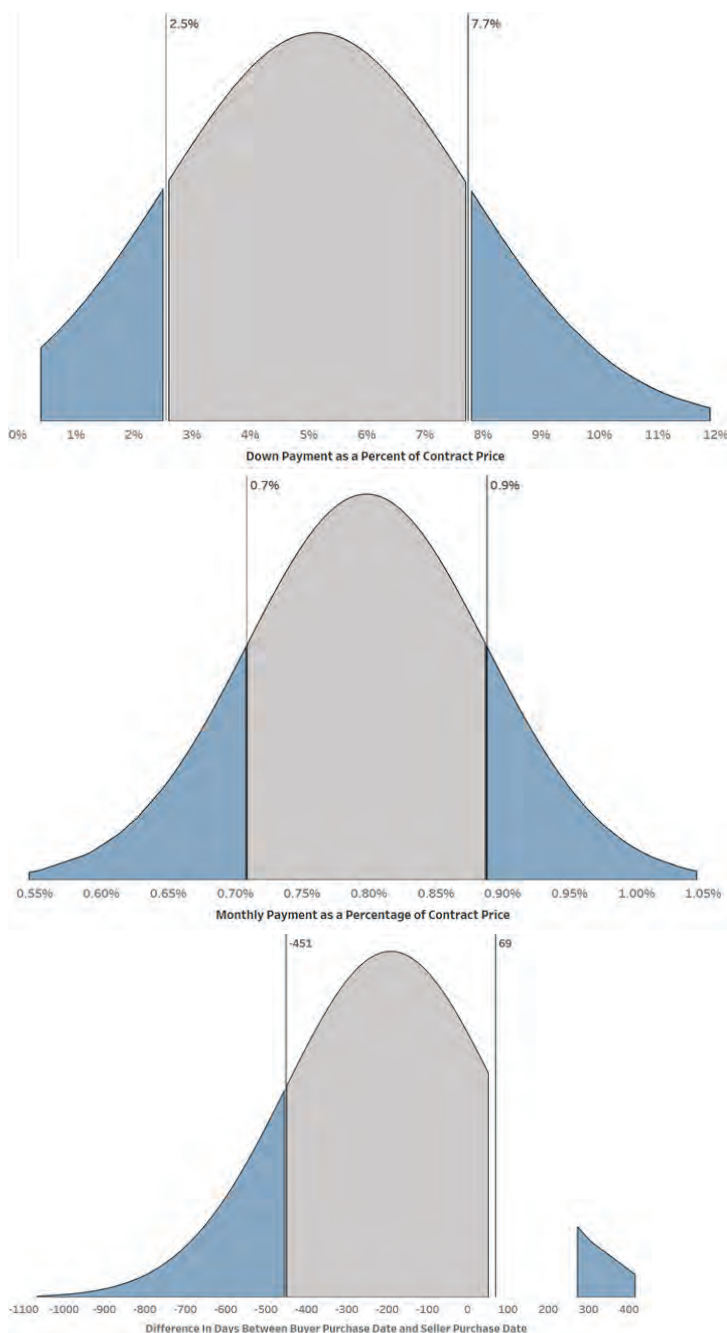 2.5% 7.7%
0% 1% 2% 3% 4% 5% 6% 7% 8% 9% 10% 11% 12%
Down Payment as a Percent of Contract Price
0.7% 0.9%
0.55% 0.60% 0.65% 0.70% 0.75% 0.80% 0.85% 0.90% 0.95% 1.00% 1.05%
Monthly Payment as a Percentage of Contract Price
-451 69
-1100 -1000 -900 -800 -700 -600 -500 -400 -300 -200 -100 0 100 200 300 400
Difference In Days Between Buyer Purchase Date and Seller Purchase Date